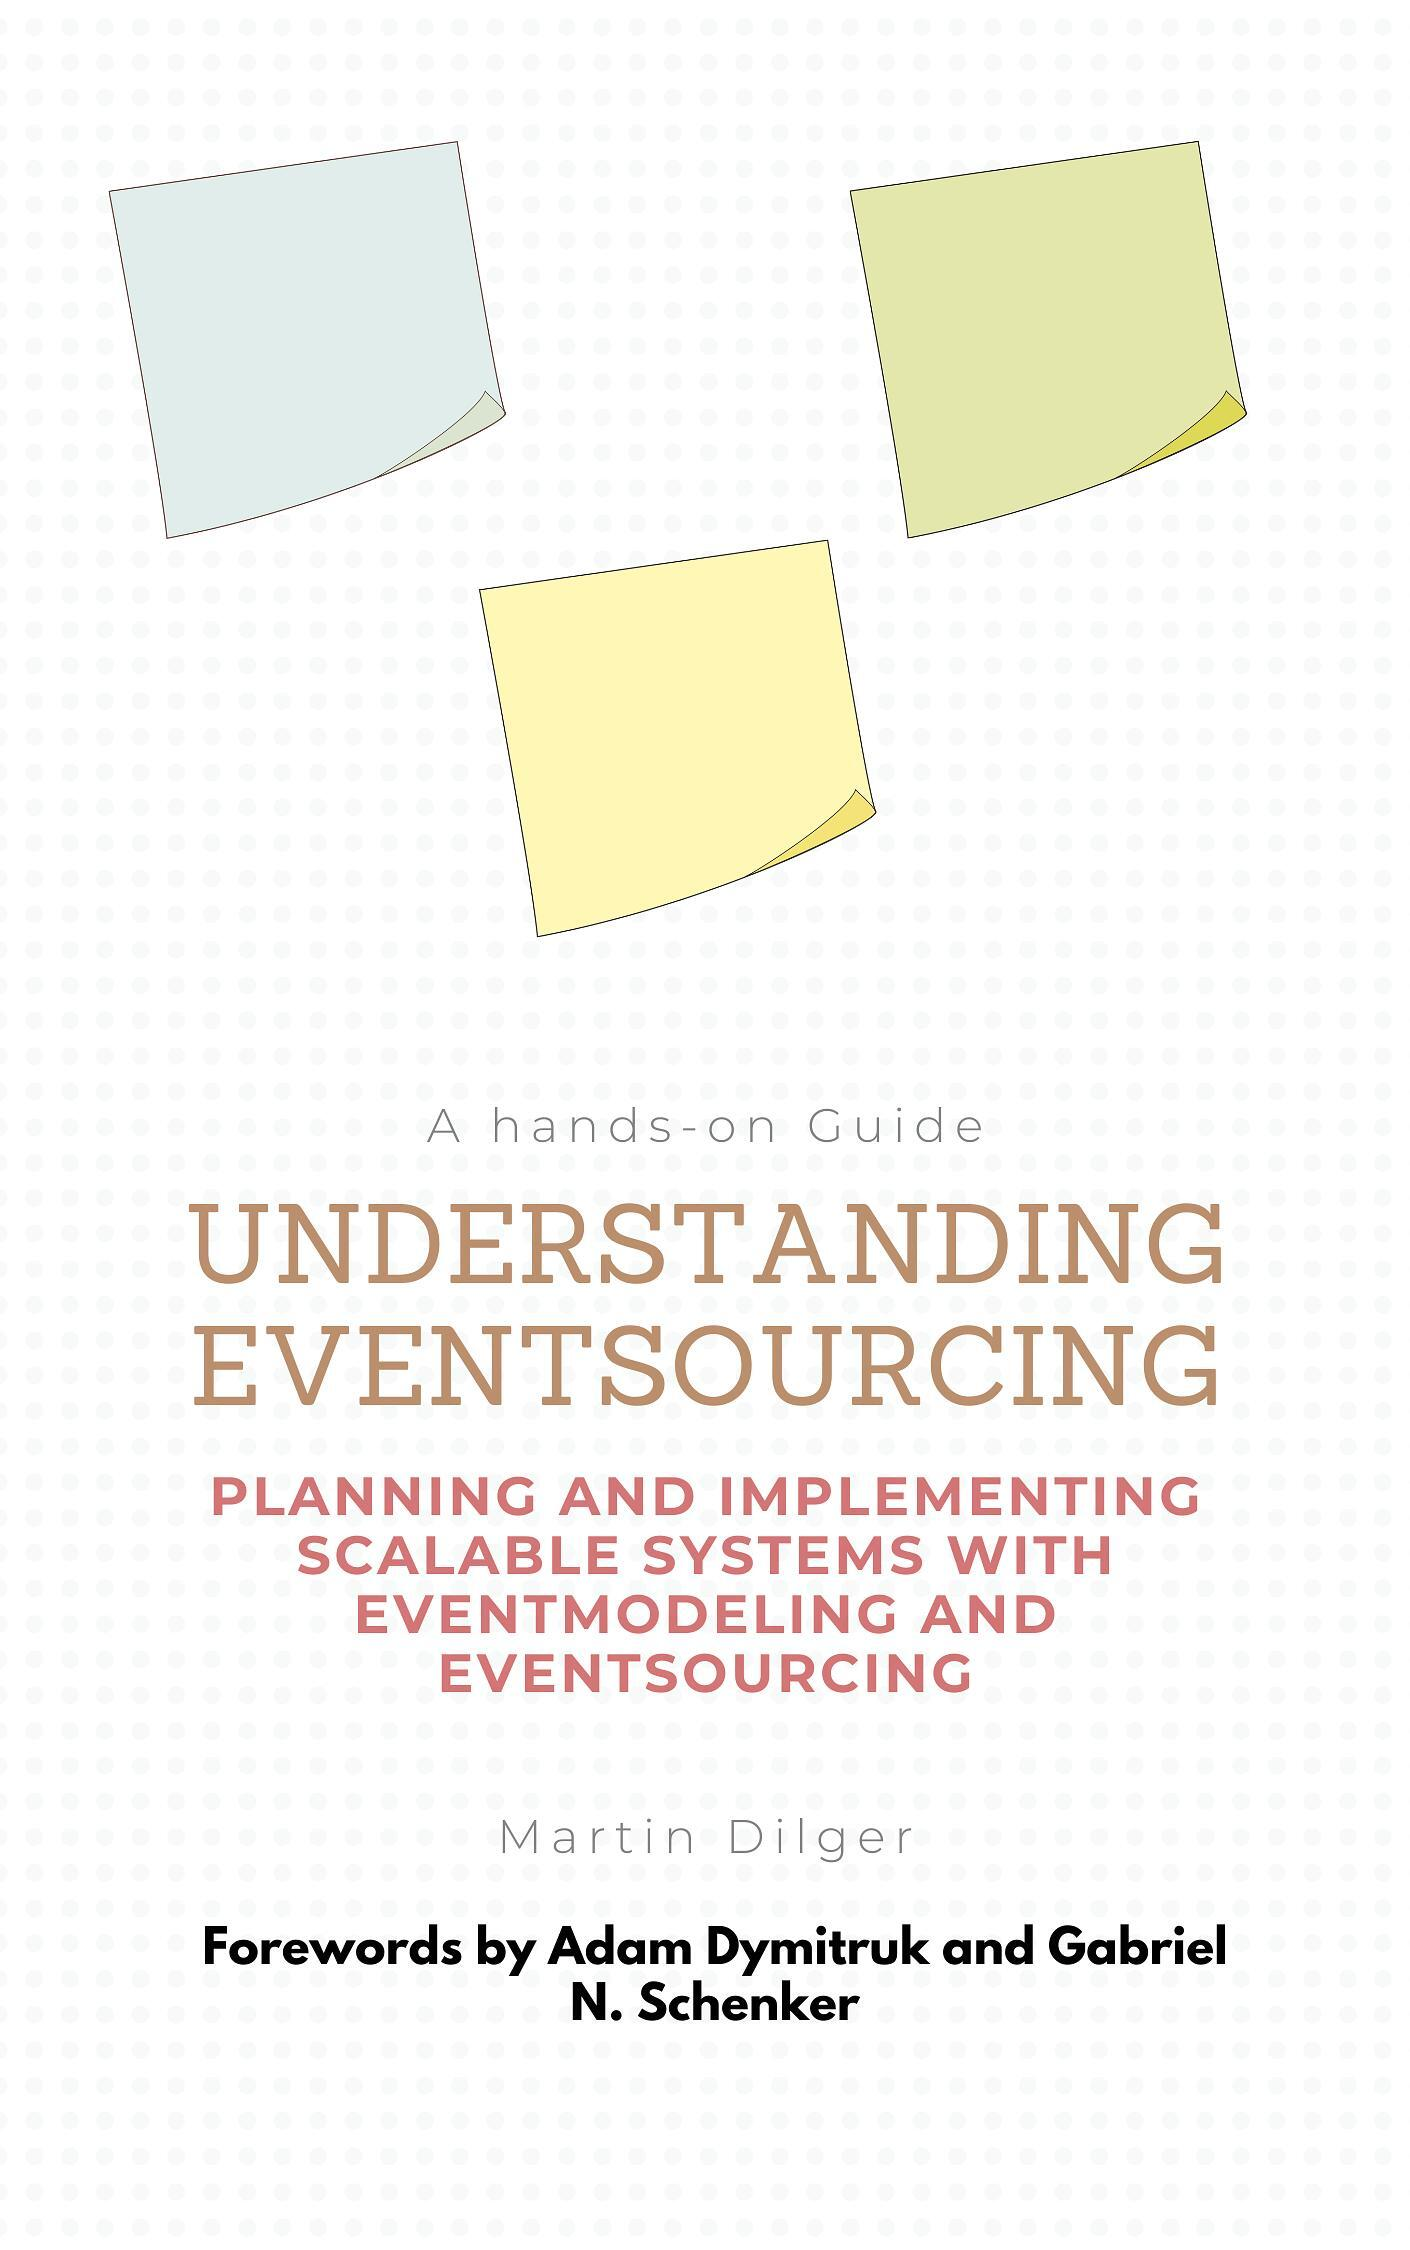 A hands-on Guide
UNDERSTANDING
EVENTSOURCING
PLANNING AND IMPLEMENTING
SCALABLE SYSTEMS WITH
EVENTMODELING AND
EVENTSOURCING
Martin Dilger
Forewords by Adam Dymitruk and Gabriel
N. Schenker